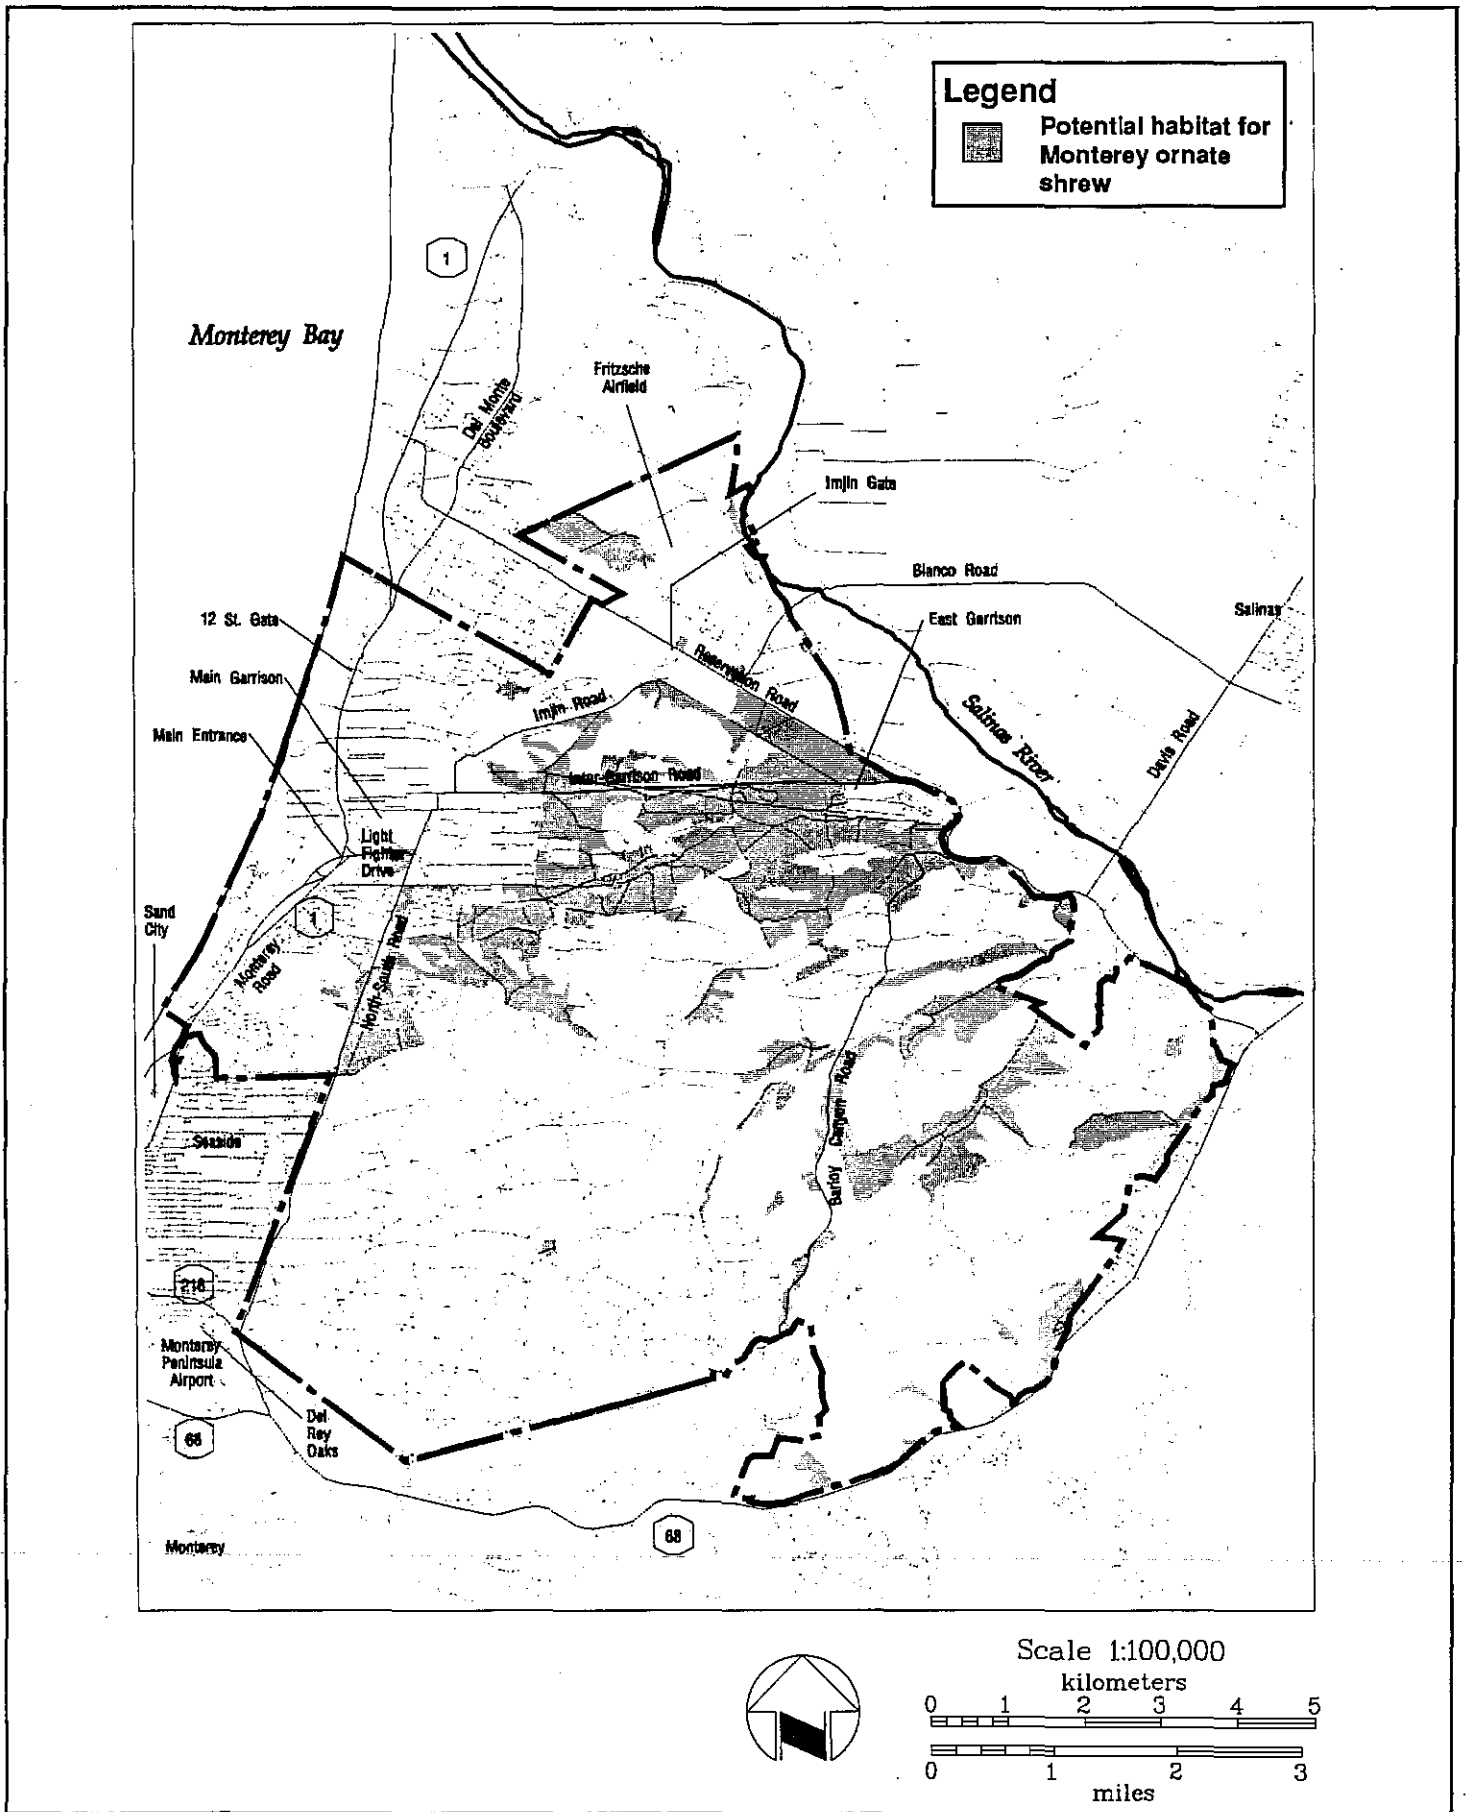 Legend
Potential habitat for
Monterey ornate
shrew
1
Monterey Bay
Fritzsche
Airfield
Del Monte
Boulevard
Imjin Gate
Blanco Road
Salinas
12 St. Gate
East Garrison
Main Garrison
Reservation Road
Imjin Road
Salinas River
Davis Road
Main Entrance
Inter-Garrison Road
Light
Fighter
Drive
Sand
City
1
Monterey
Road
North-South Road
Barloy Canyon Road
Seaside
218
Monterey
Peninsula
Airport
Del
Rey
Oaks
68
68
Monterey
Scale 1:100,000
kilometers
0 1 2 3 4 5
0 1 2 3
miles